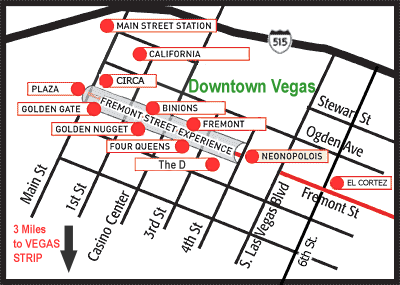 MAIN STREET STATION
515
CALIFORNIA
CIRCA
Downtown Vegas
PLAZA
BINIONS
Stewart St
GOLDEN GATE
FREMONT STREET EXPERIENCE
FREMONT
Ogden Ave
GOLDEN NUGGET
FOUR QUEENS
NEONOPOLOIS
The D
EL CORTEZ
Fremont St
Main St
1st St
Casino Center
3rd St
4th St
S. Las Vegas Blvd
6th St.
3 Miles
to VEGAS
STRIP